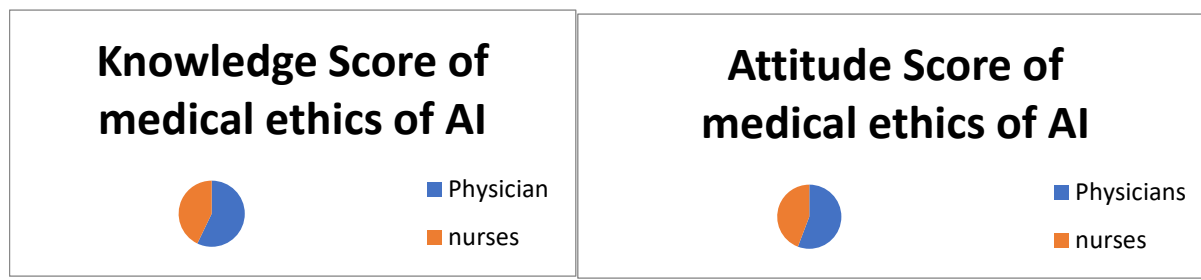 Knowledge Score of
medical ethics of AI
Physician
nurses
Attitude Score of
medical ethics of AI
Physicians
nurses